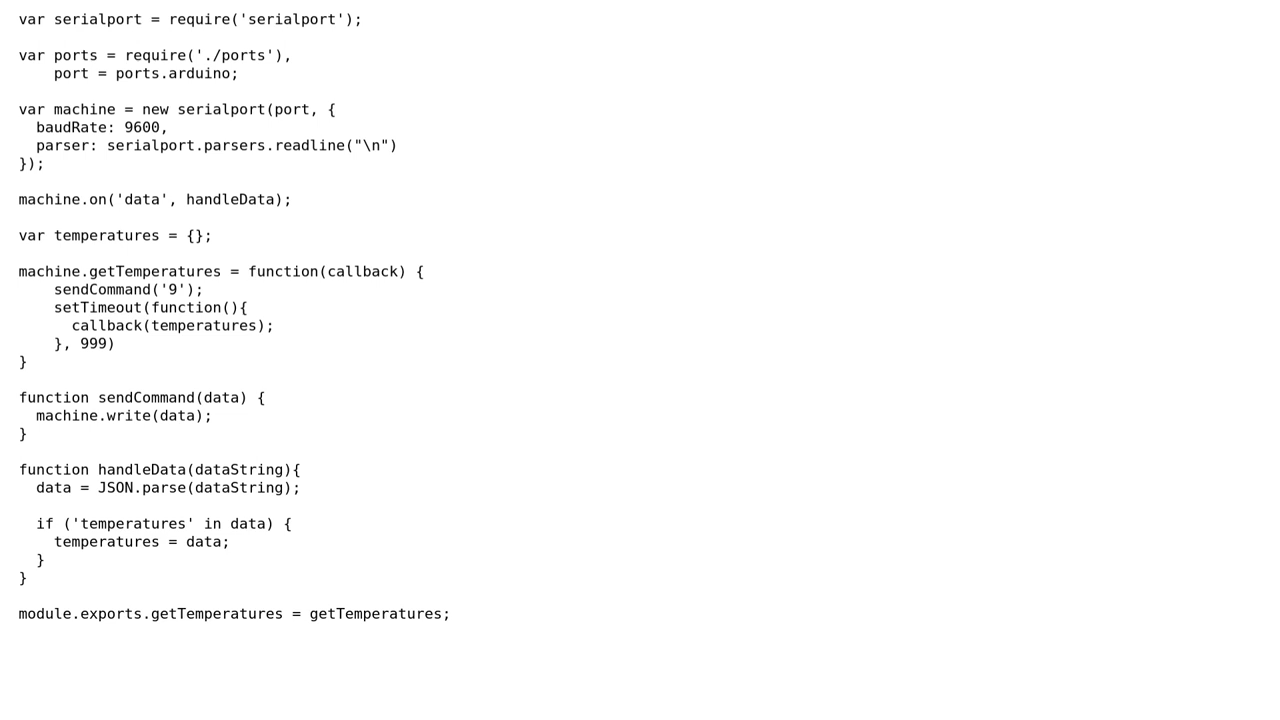 var serialport = require('serialport');

var ports = require('./ports'),
    port = ports.arduino;

var machine = new serialport(port, {
  baudRate: 9600,
  parser: serialport.parsers.readline("\n")
});

machine.on('data', handleData);

var temperatures = {};

machine.getTemperatures = function(callback) {
    sendCommand('9');
    setTimeout(function(){
      callback(temperatures);
    }, 999)
}

function sendCommand(data) {
  machine.write(data);
}

function handleData(dataString){
  data = JSON.parse(dataString);

  if ('temperatures' in data) {
    temperatures = data;
  }
}

module.exports.getTemperatures = getTemperatures;